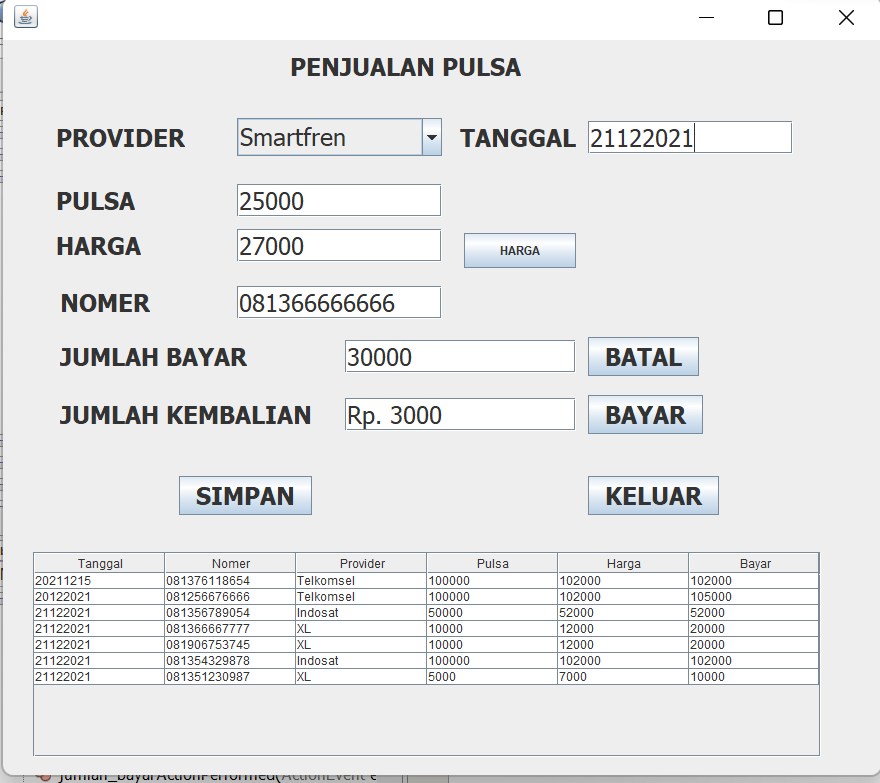 PENJUALAN PULSA
PROVIDER Smartfren TANGGAL 21122021
PULSA 25000
HARGA 27000 HARGA
NOMER 081366666666
JUMLAH BAYAR 30000 BATAL
JUMLAH KEMBALIAN Rp. 3000 BAYAR
SIMPAN KELUAR
Tanggal Nomer Provider Pulsa Harga Bayar
20211215 081376118654 Telkomsel 100000 102000 102000
20122021 081256676666 Telkomsel 100000 102000 105000
21122021 081356789054 Indosat 50000 52000 52000
21122021 081366667777 XL 10000 12000 20000
21122021 081906753745 XL 10000 12000 20000
21122021 081354329878 Indosat 100000 102000 102000
21122021 081351230987 XL 5000 7000 10000
jumlah_bayarActionPerformed(ActionEvent e